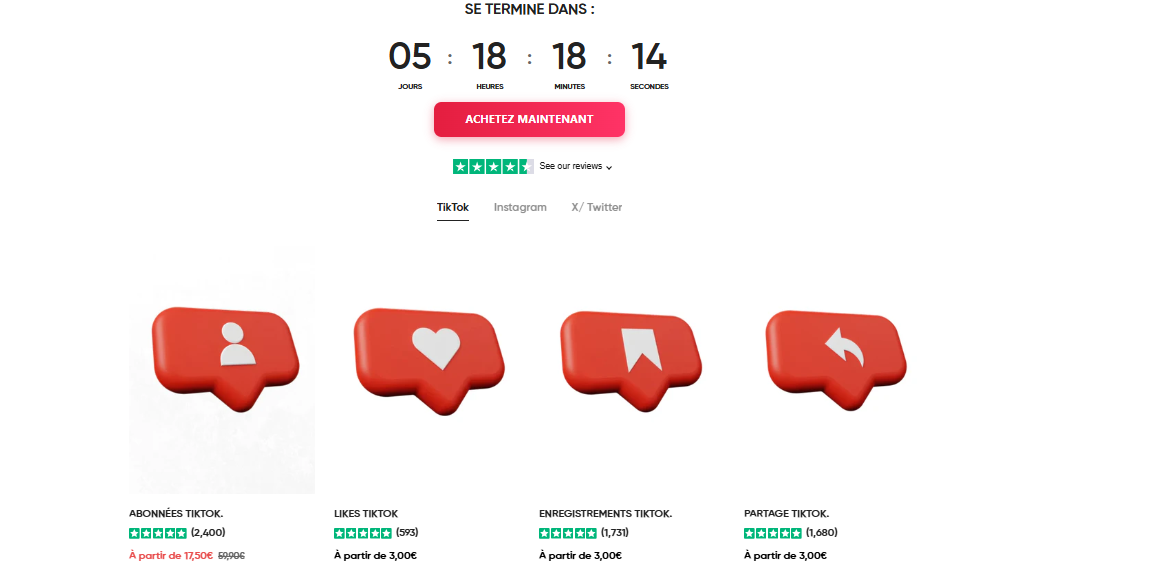 SE TERMINE DANS :
05 : 18 : 18 : 14
JOURS HEURES MINUTES SECONDES
ACHETEZ MAINTENANT
See our reviews
TikTok Instagram X/ Twitter
ABONNÉES TIKTOK. LIKES TIKTOK ENREGISTREMENTS TIKTOK. PARTAGE TIKTOK.
(2,400) (593) (1,731) (1,680)
À partir de 17,50€ 59,90€ À partir de 3,00€ À partir de 3,00€ À partir de 3,00€